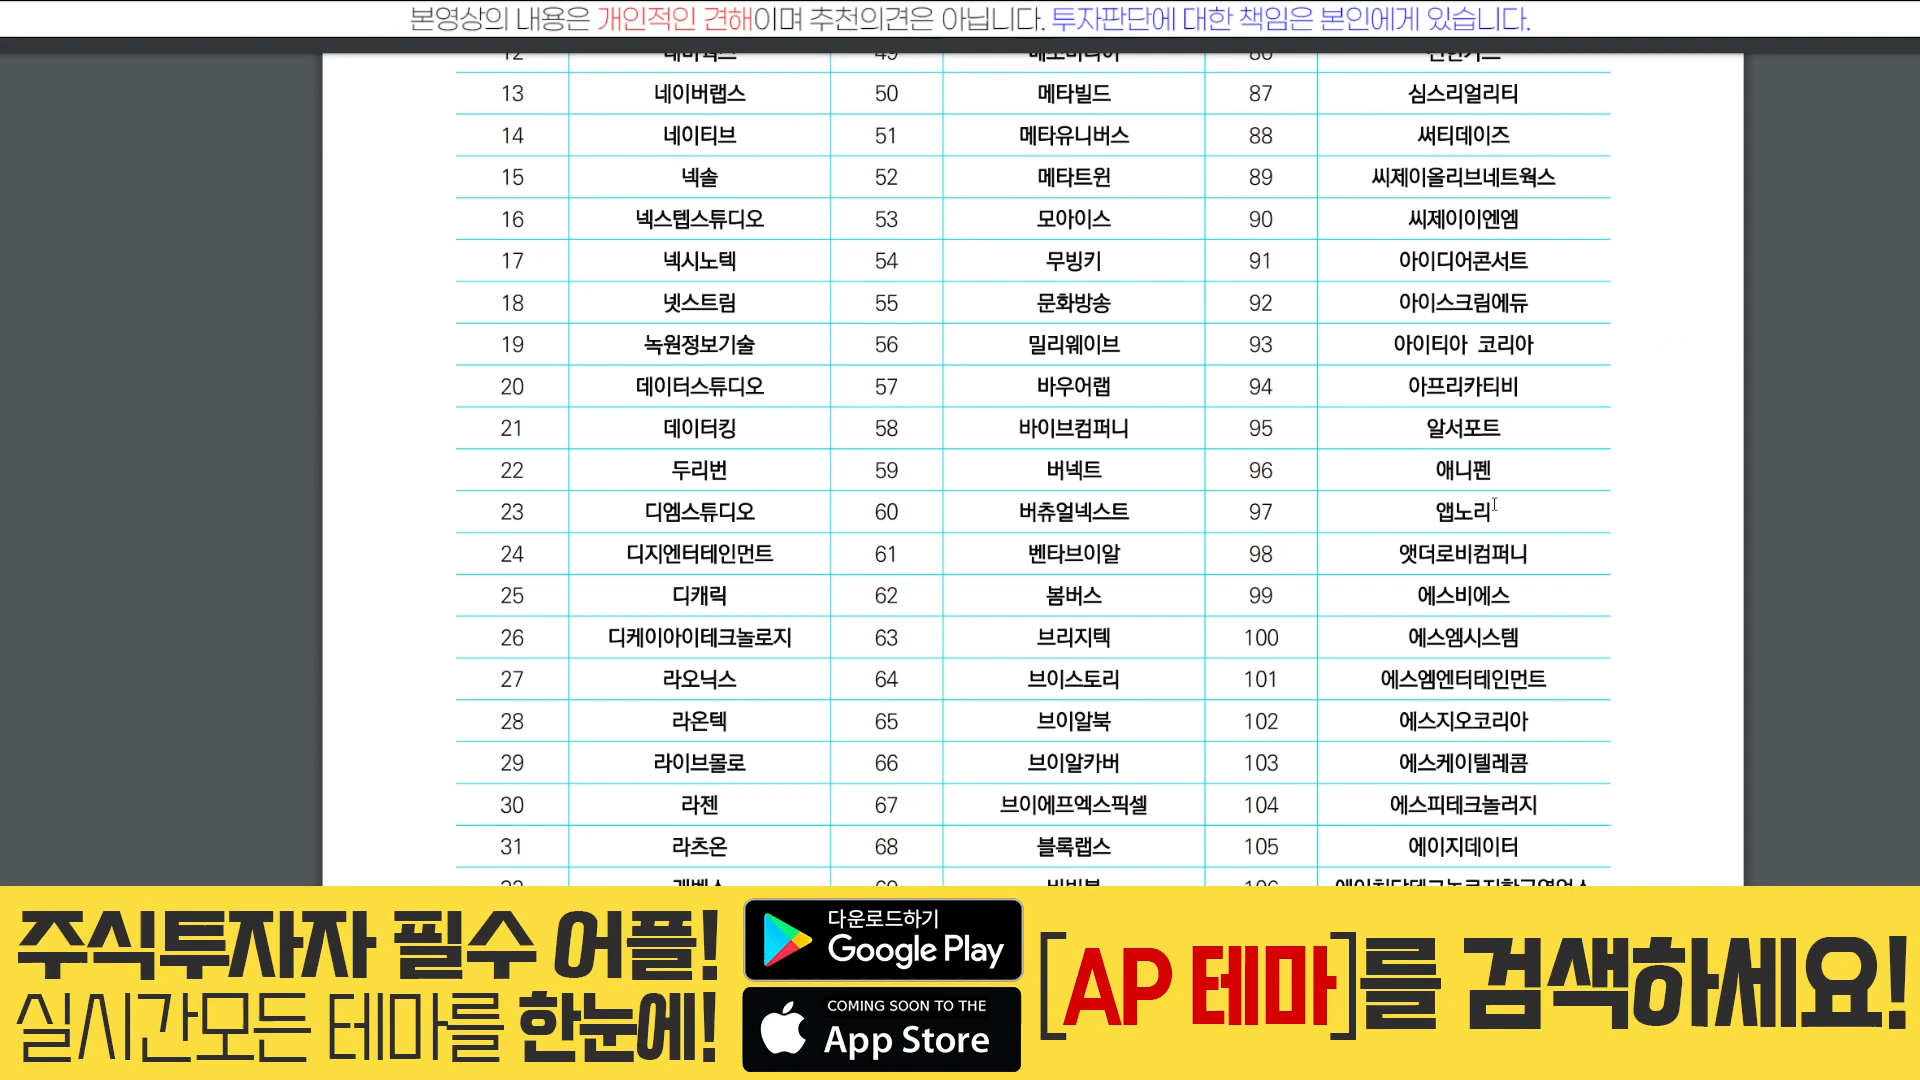 본영상의 내용은 개인적인 견해이며 추천의견은 아닙니다. 투자판단에 대한 책임은 본인에게 있습니다.
13 네이버랩스 50 메타빌드 87 심스리얼리티
14 네이티브 51 메타유니버스 88 써티데이즈
15 넥솔 52 메타트윈 89 씨제이올리브네트웍스
16 넥스텝스튜디오 53 모아이스 90 씨제이이엔엠
17 넥시노텍 54 무빙키 91 아이디어콘서트
18 넷스트림 55 문화방송 92 아이스크림에듀
19 녹원정보기술 56 밀리웨이브 93 아이티아 코리아
20 데이터스튜디오 57 바우어랩 94 아프리카티비
21 데이터킹 58 바이브컴퍼니 95 알서포트
22 두리번 59 버넥트 96 애니펜
23 디엠스튜디오 60 버츄얼넥스트 97 앱노리
24 디지엔터테인먼트 61 벤타브이알 98 앳더로비컴퍼니
25 디캐릭 62 봄버스 99 에스비에스
26 디케이아이테크놀로지 63 브리지텍 100 에스엠시스템
27 라오닉스 64 브이스토리 101 에스엠엔터테인먼트
28 라온텍 65 브이알북 102 에스지오코리아
29 라이브몰로 66 브이알카버 103 에스케이텔레콤
30 라젠 67 브이에프엑스픽셀 104 에스피테크놀러지
31 라츠온 68 블록랩스 105 에이지데이터
주식투자자 필수 어플!
실시간모든 테마를 한눈에!
다운로드하기
Google Play
COMING SOON TO THE
App Store
[AP 테마]를 검색하세요!